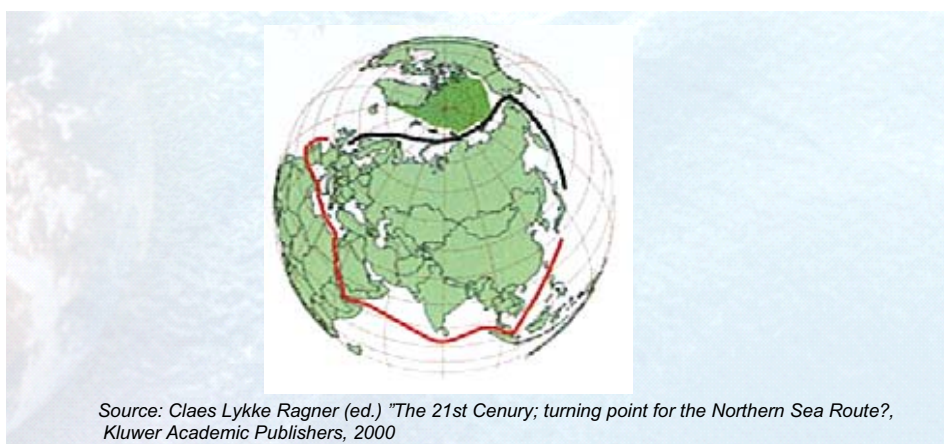 Source: Claes Lykke Ragner (ed.) ”The 21st Cenury; turning point for the Northern Sea Route?,
Kluwer Academic Publishers, 2000